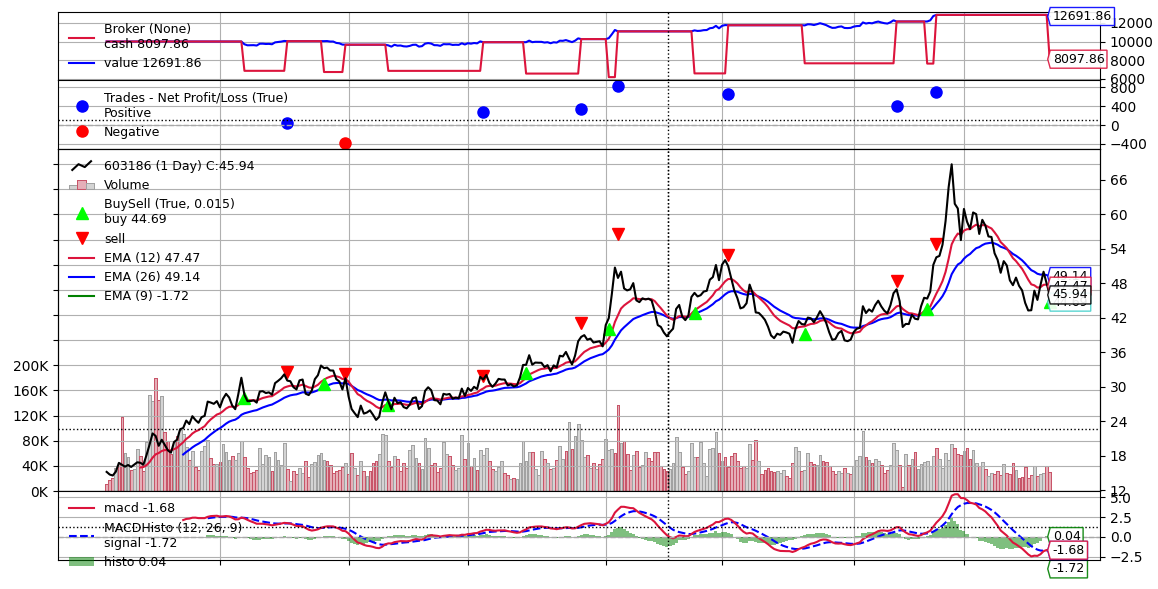 Broker (None)
cash 8097.86
value 12691.86
12691.86
12000
10000
8097.86
6000
Trades - Net Profit/Loss (True)
Positive
Negative
800
400
0
−400
603186 (1 Day) C:45.94
Volume
BuySell (True, 0.015)
buy 44.69
sell
EMA (12) 47.47
EMA (26) 49.14
EMA (9) -1.72
200K
160K
120K
80K
40K
0K
66
60
54
48
42
36
30
24
18
12
49.14
47.47
45.94
macd -1.68
MACDHisto (12, 26, 9)
signal -1.72
histo 0.04
5.0
2.5
0.0
−2.5
0.04
-1.68
-1.72